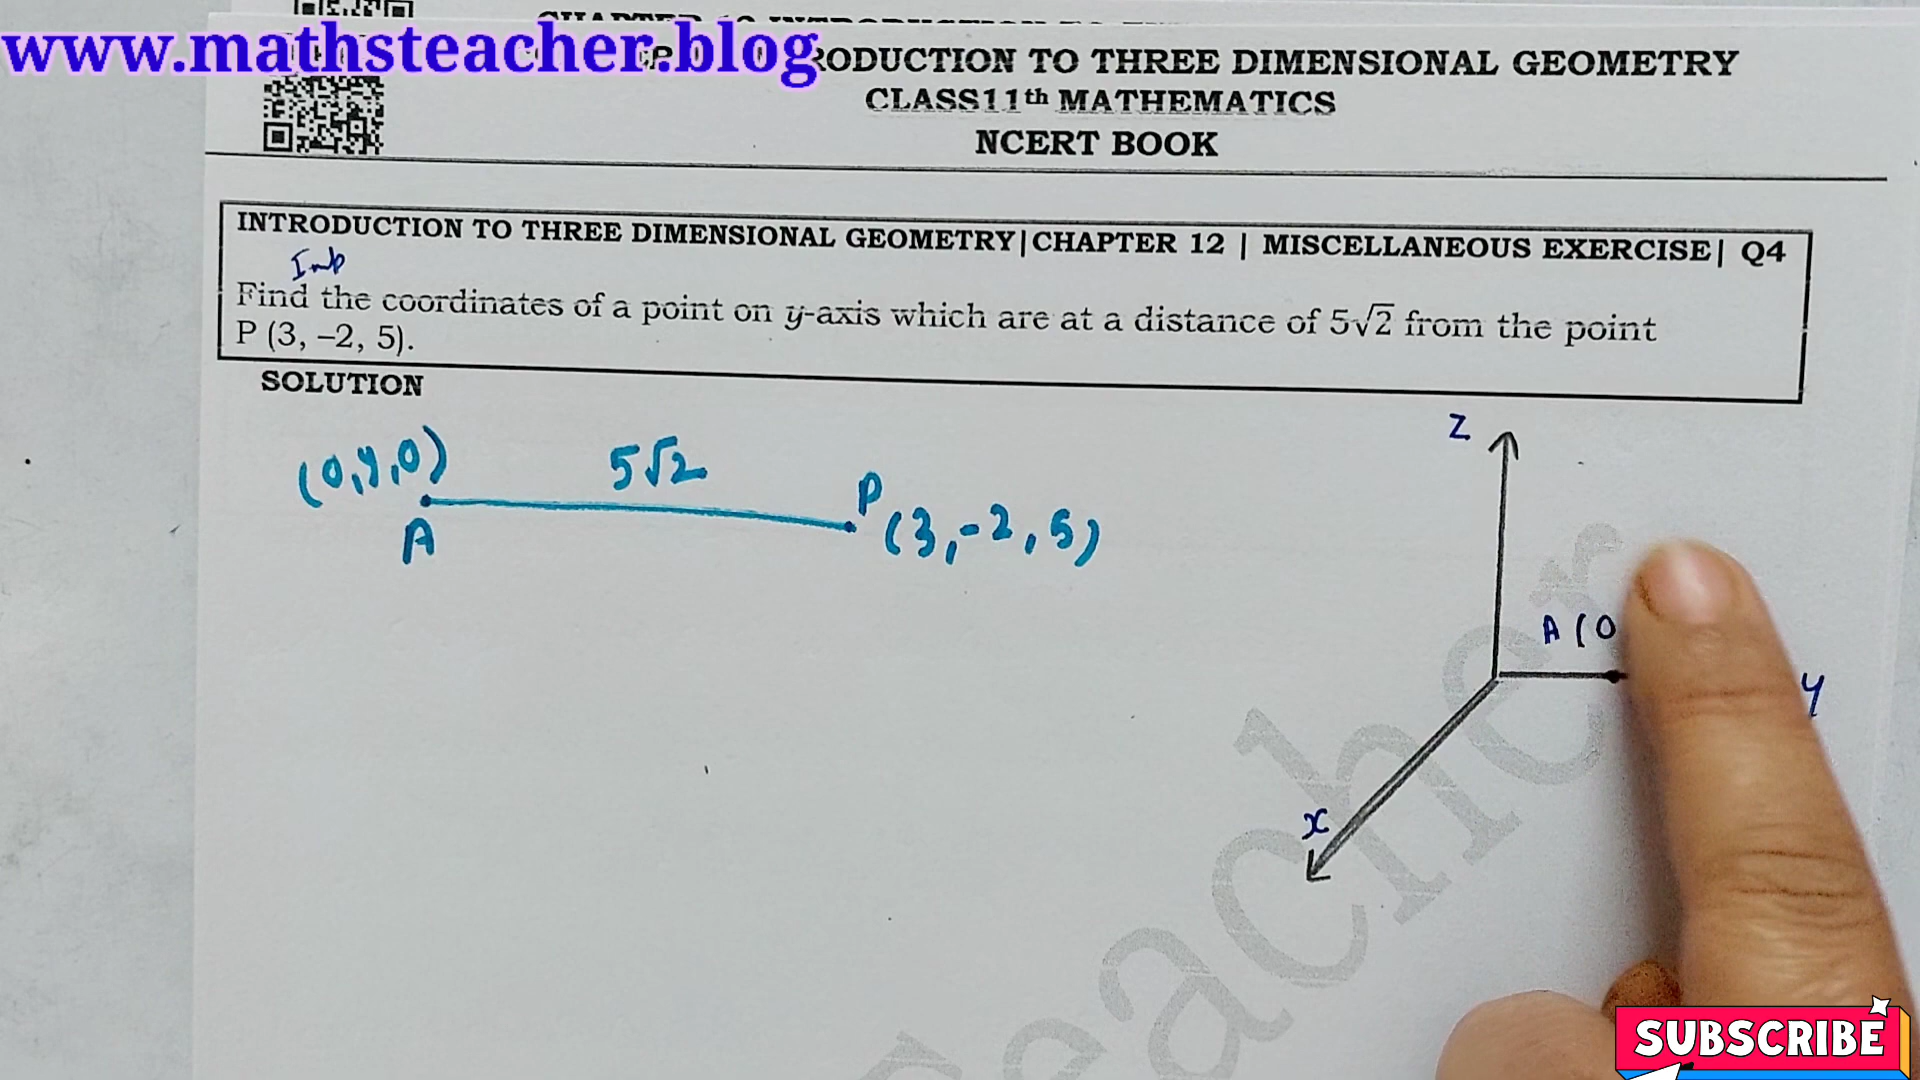 www.mathsteacher.blog
RODUCTION TO THREE DIMENSIONAL GEOMETRY
CLASS11th MATHEMATICS
NCERT BOOK
INTRODUCTION TO THREE DIMENSIONAL GEOMETRY|CHAPTER 12 | MISCELLANEOUS EXERCISE| Q4
Imp
Find the coordinates of a point on y-axis which are at a distance of 5√2 from the point
P (3, –2, 5).
SOLUTION
(0,y,0) 5√2 P (3,-2,5)
A
Z
A (0
y
x
Teacher
SUBSCRIBE